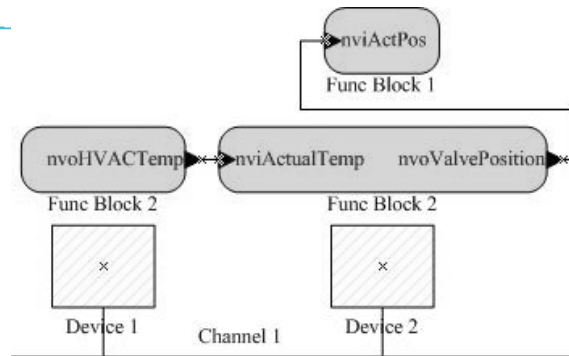 nviActPos
Func Block 1
nvoHVACTemp
nviActualTemp
nvoValvePosition
Func Block 2
Func Block 2
Device 1
Channel 1
Device 2